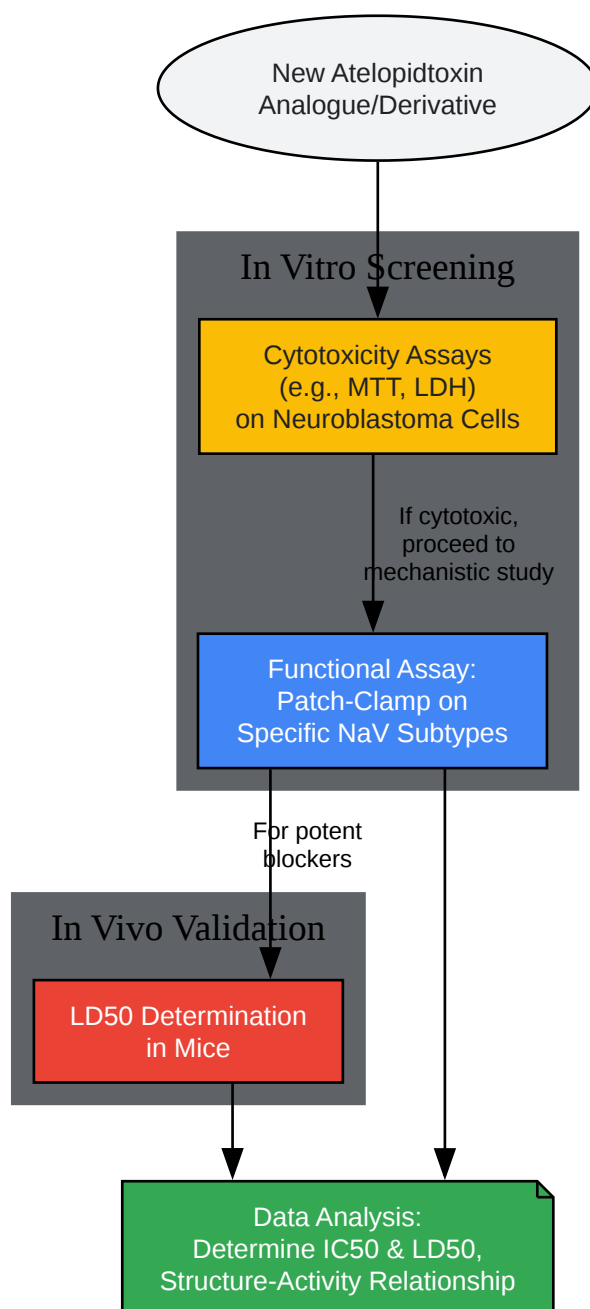 New Atelopidtoxin
Analogue/Derivative
In Vitro Screening
Cytotoxicity Assays
(e.g., MTT, LDH)
on Neuroblastoma Cells
If cytotoxic,
proceed to
mechanistic study
Functional Assay:
Patch-Clamp on
Specific NaV Subtypes
For potent
blockers
In Vivo Validation
LD50 Determination
in Mice
Data Analysis:
Determine IC50 & LD50,
Structure-Activity Relationship